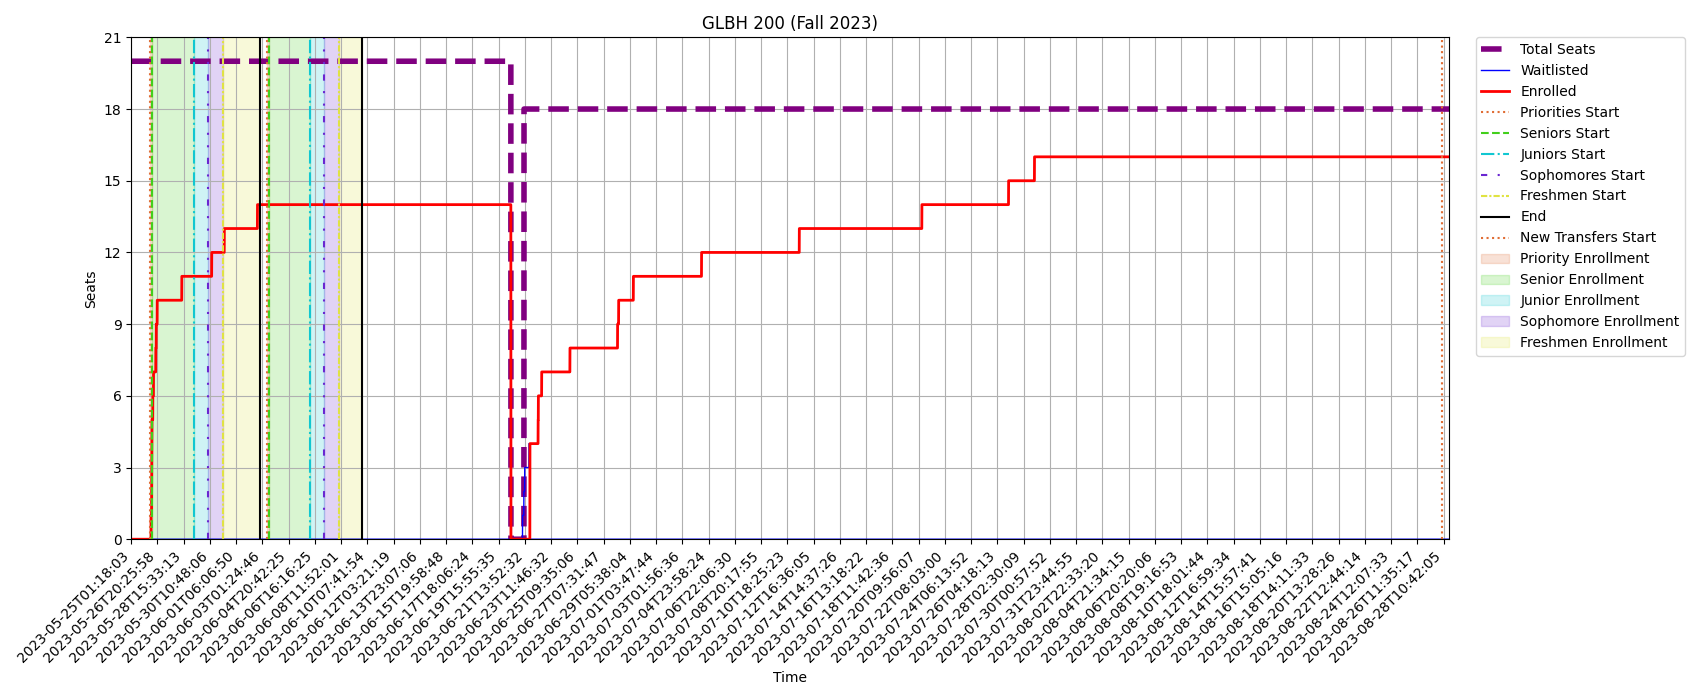 GLBH 200 (Fall 2023)
21
18
15
12
9
6
3
0
Seats
2023-05-25T01:18:03
2023-05-26T20:25:58
2023-05-28T15:33:13
2023-05-30T10:48:06
2023-06-01T06:06:50
2023-06-03T01:24:46
2023-06-04T20:42:25
2023-06-06T16:16:25
2023-06-08T11:52:01
2023-06-10T07:41:54
2023-06-12T03:21:19
2023-06-13T23:07:06
2023-06-15T19:58:48
2023-06-17T18:06:24
2023-06-19T15:55:35
2023-06-21T13:52:32
2023-06-23T11:46:32
2023-06-25T09:35:06
2023-06-27T07:31:47
2023-06-29T05:38:04
2023-07-01T03:47:44
2023-07-03T01:56:36
2023-07-04T23:58:24
2023-07-06T22:06:30
2023-07-08T20:17:55
2023-07-10T18:25:23
2023-07-12T16:36:05
2023-07-14T14:37:26
2023-07-16T13:18:22
2023-07-18T11:42:36
2023-07-20T09:56:07
2023-07-22T08:03:00
2023-07-24T06:13:52
2023-07-26T04:18:13
2023-07-28T02:30:09
2023-07-30T00:57:52
2023-07-31T23:44:55
2023-08-02T22:33:20
2023-08-04T21:34:15
2023-08-06T20:20:06
2023-08-08T19:16:53
2023-08-10T18:01:44
2023-08-12T16:59:34
2023-08-14T15:57:41
2023-08-16T15:05:16
2023-08-18T14:11:33
2023-08-20T13:28:26
2023-08-22T12:44:14
2023-08-24T12:07:33
2023-08-26T11:35:17
2023-08-28T10:42:05
Time
Total Seats
Waitlisted
Enrolled
Priorities Start
Seniors Start
Juniors Start
Sophomores Start
Freshmen Start
End
New Transfers Start
Priority Enrollment
Senior Enrollment
Junior Enrollment
Sophomore Enrollment
Freshmen Enrollment